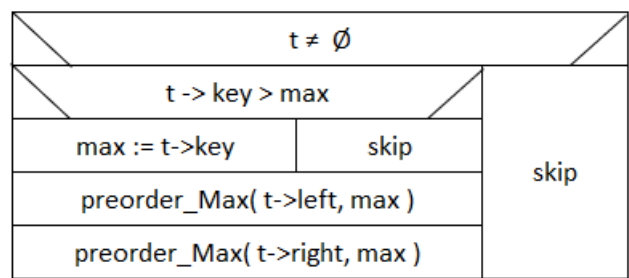 t ≠ Ø
t -> key > max
max := t->key
skip
skip
preorder_Max( t->left, max )
preorder_Max( t->right, max )